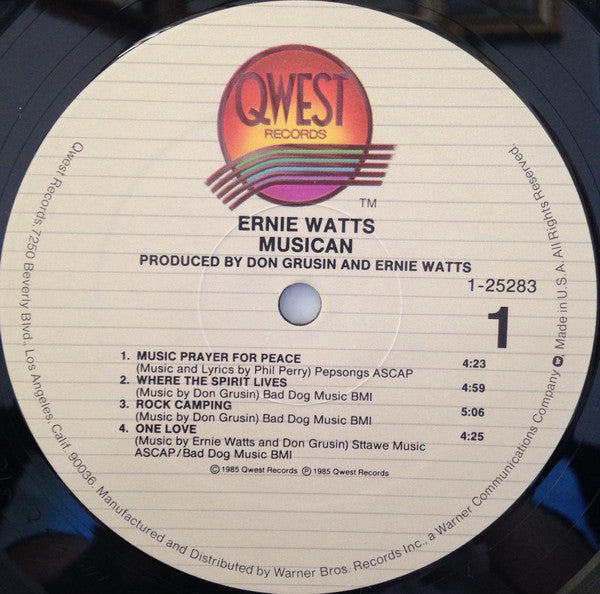 QWEST
RECORDS
TM
ERNIE WATTS
MUSICAN
PRODUCED BY DON GRUSIN AND ERNIE WATTS
1-25283
1
1. MUSIC PRAYER FOR PEACE
(Music and Lyrics by Phil Perry) Pepsongs ASCAP 4:23
2. WHERE THE SPIRIT LIVES
(Music by Don Grusin) Bad Dog Music BMI 4:59
3. ROCK CAMPING
(Music by Don Grusin) Bad Dog Music BMI 5:06
4. ONE LOVE
(Music by Ernie Watts and Don Grusin) Sttawe Music 4:25
ASCAP/Bad Dog Music BMI
© 1985 Qwest Records ℗ 1985 Qwest Records
Qwest Records, 7250 Beverly Blvd., Los Angeles, Calif. 90036. Manufactured and Distributed by Warner Bros. Records Inc., a Warner Communications Company. Made in U.S.A. All Rights Reserved.